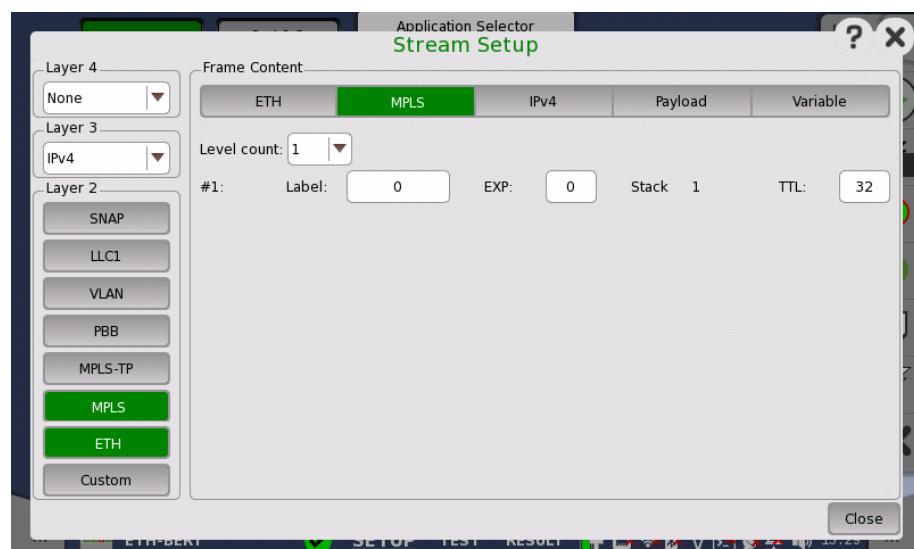 Application Selector
Stream Setup
? X
Layer 4
None
Layer 3
IPv4
Layer 2
SNAP
LLC1
VLAN
PBB
MPLS-TP
MPLS
ETH
Custom
Frame Content
ETH MPLS IPv4 Payload Variable
Level count: 1
#1: Label: 0 EXP: 0 Stack 1 TTL: 32
Close
ETH-BERT SETUP TEST RESULT 13:29